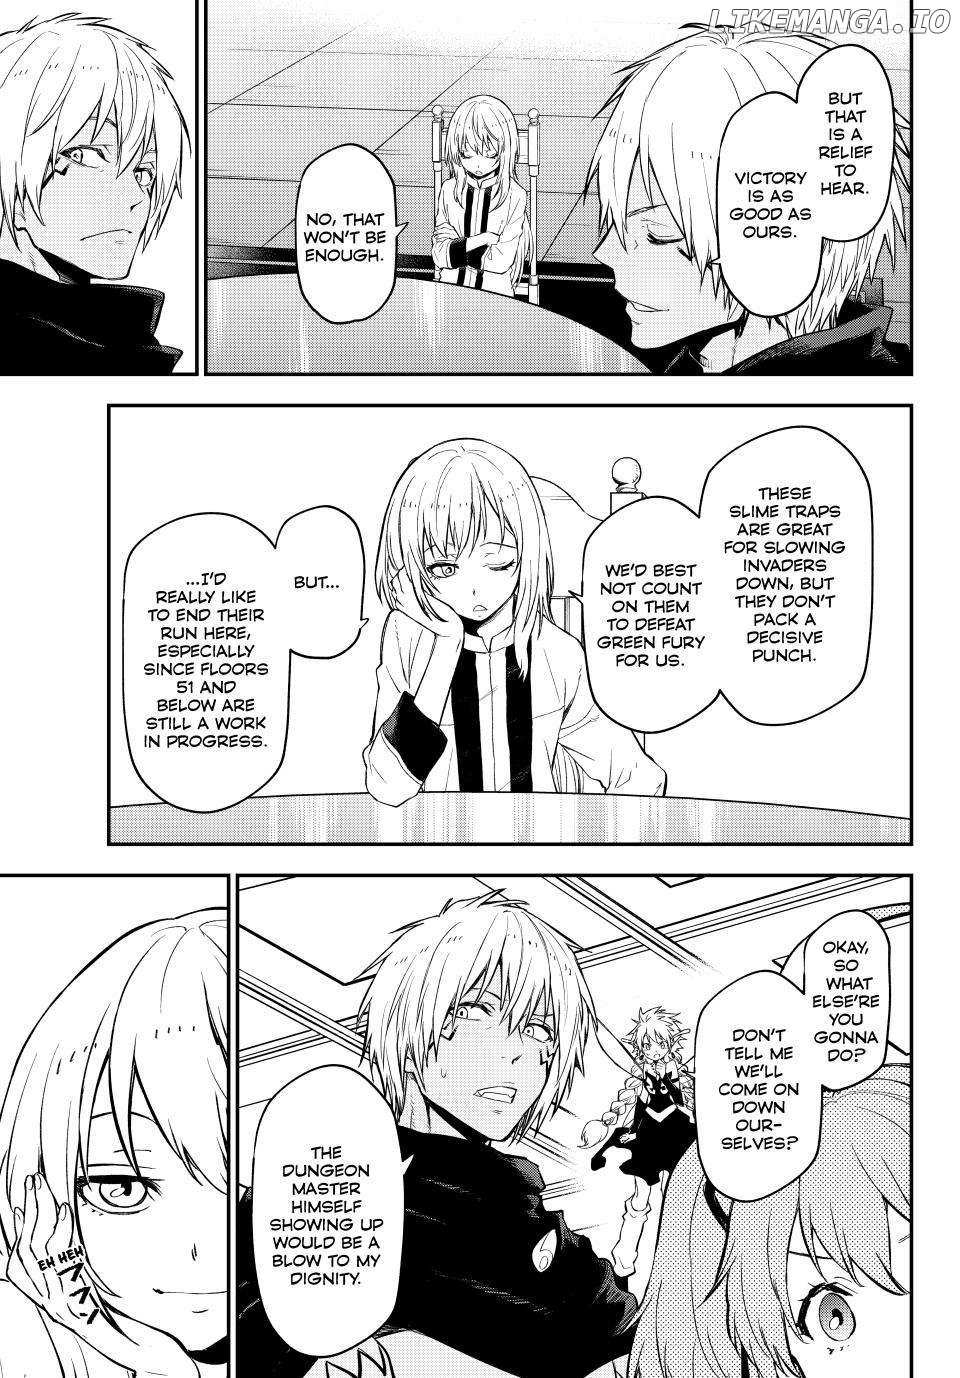 LIKEMANGA.IO
BUT
THAT
IS A
RELIEF
TO
HEAR.
VICTORY
IS AS
GOOD AS
OURS.
NO, THAT
WON'T BE
ENOUGH.
THESE
SLIME TRAPS
ARE GREAT
FOR SLOWING
INVADERS
DOWN, BUT
THEY DON'T
PACK A
DECISIVE
PUNCH.
WE'D BEST
NOT COUNT
ON THEM
TO DEFEAT
GREEN FURY
FOR US.
BUT...
...I'D
REALLY LIKE
TO END THEIR
RUN HERE,
ESPECIALLY
SINCE FLOORS
51 AND
BELOW ARE
STILL A WORK
IN PROGRESS.
OKAY,
SO
WHAT
ELSE'RE
YOU
GONNA
DO?
DON'T
TELL ME
WE'LL
COME ON
DOWN
OUR-
SELVES?
THE
DUNGEON
MASTER
HIMSELF
SHOWING UP
WOULD BE A
BLOW TO MY
DIGNITY.
EH HEH
フフッ